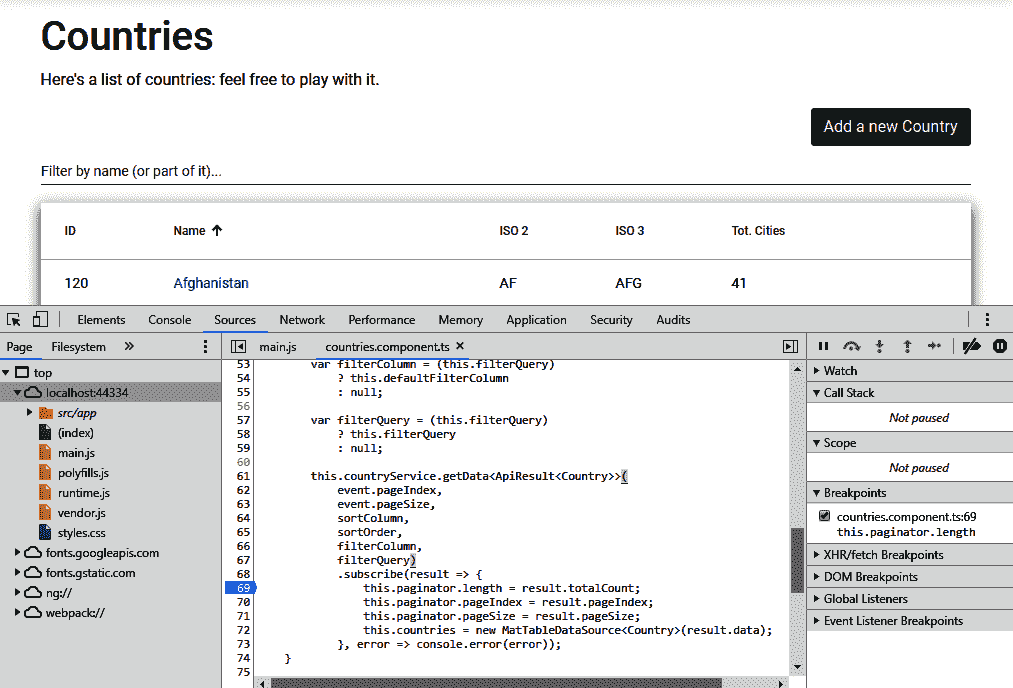 Countries
Here's a list of countries: feel free to play with it.
Add a new Country
Filter by name (or part of it)...
ID Name ISO 2 ISO 3 Tot. Cities
120 Afghanistan AF AFG 41
Elements Console Sources Network Performance Memory Application Security Audits
Page Filesystem »
top
localhost:44334
src/app
(index)
main.js
polyfills.js
runtime.js
vendor.js
styles.css
fonts.googleapis.com
fonts.gstatic.com
ng://
webpack://
main.js countries.component.ts ×
53 var filterColumn = (this.filterQuery)
54 ? this.defaultFilterColumn
55 : null;
56
57 var filterQuery = (this.filterQuery)
58 ? this.filterQuery
59 : null;
60
61 this.countryService.getData<ApiResult<Country>>(
62 event.pageIndex,
63 event.pageSize,
64 sortColumn,
65 sortOrder,
66 filterColumn,
67 filterQuery)
68 .subscribe(result => {
69 this.paginator.length = result.totalCount;
70 this.paginator.pageIndex = result.pageIndex;
71 this.paginator.pageSize = result.pageSize;
72 this.countries = new MatTableDataSource<Country>(result.data);
73 }, error => console.error(error));
74 }
75
Watch
Call Stack
Not paused
Scope
Not paused
Breakpoints
countries.component.ts:69
this.paginator.length
XHR/fetch Breakpoints
DOM Breakpoints
Global Listeners
Event Listener Breakpoints